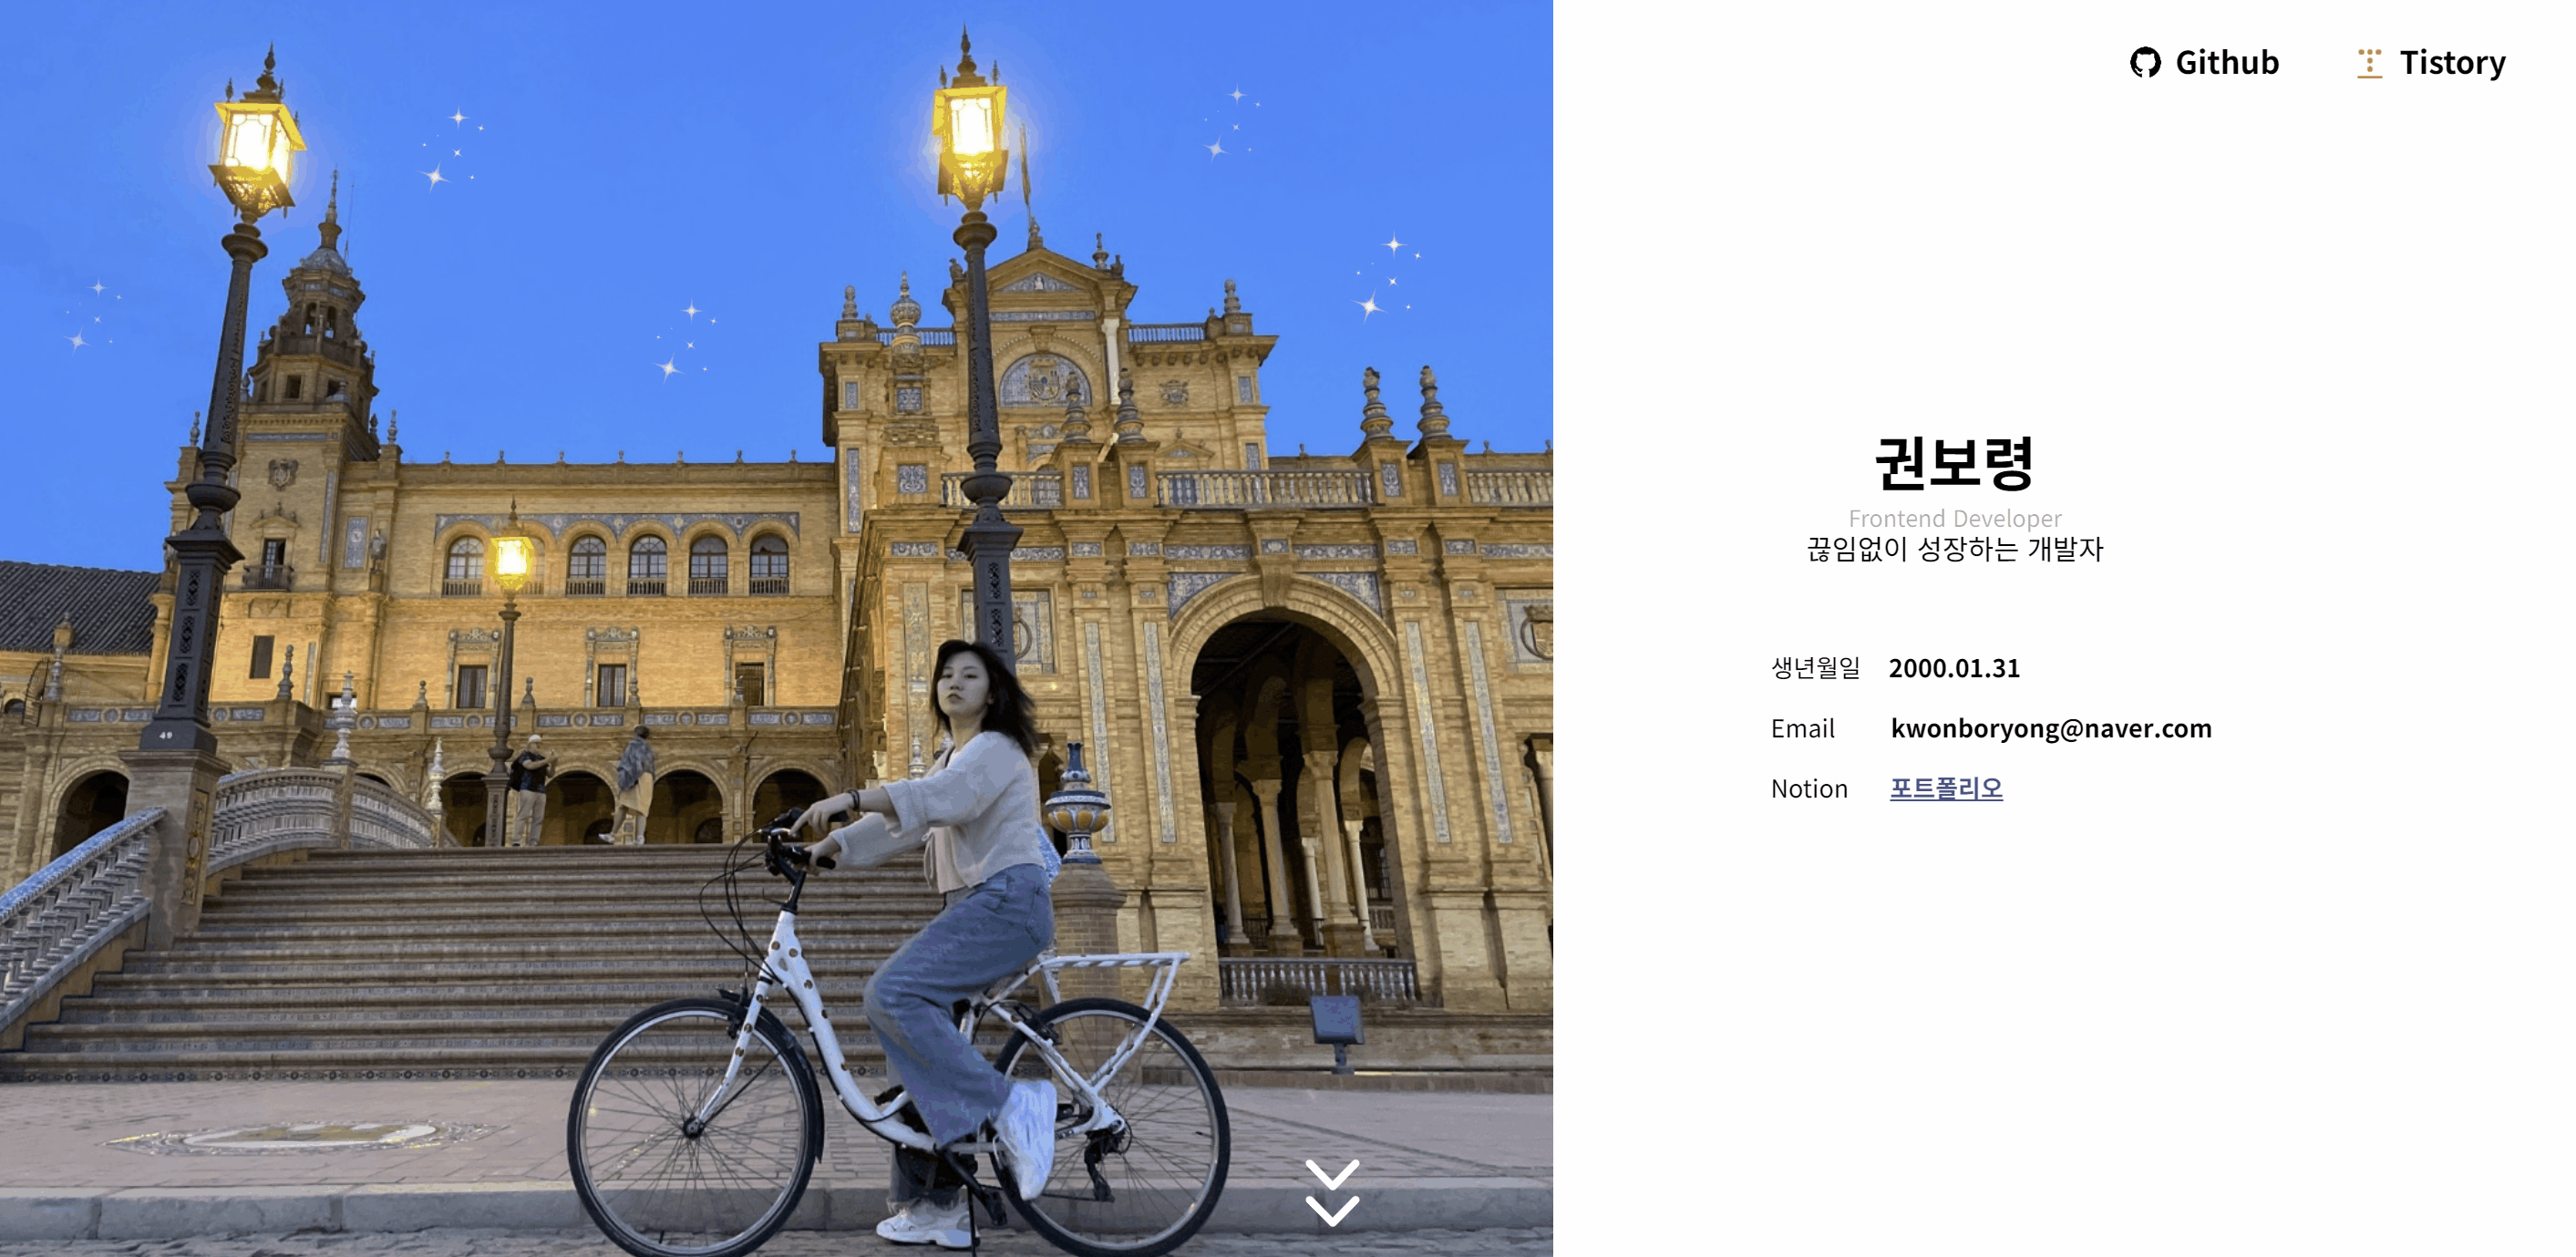 Github Tistory
권보령
Frontend Developer
끊임없이 성장하는 개발자
생년월일 2000.01.31
Email kwonboryong@naver.com
Notion 포트폴리오
49